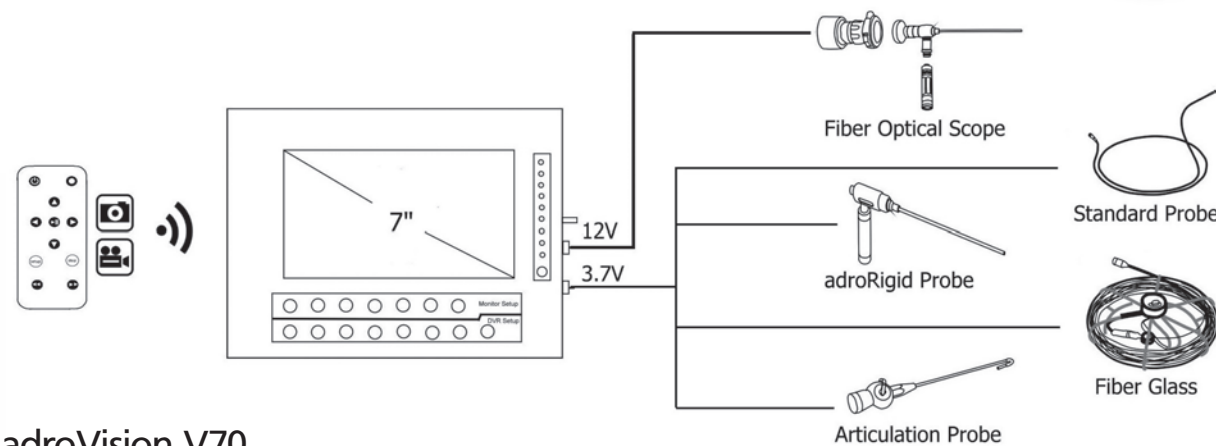 Fiber Optical Scope
Standard Probe
7"
12V
3.7V
adroRigid Probe
Monitor Setup
DVR Setup
Fiber Glass
Articulation Probe
adroVision V70